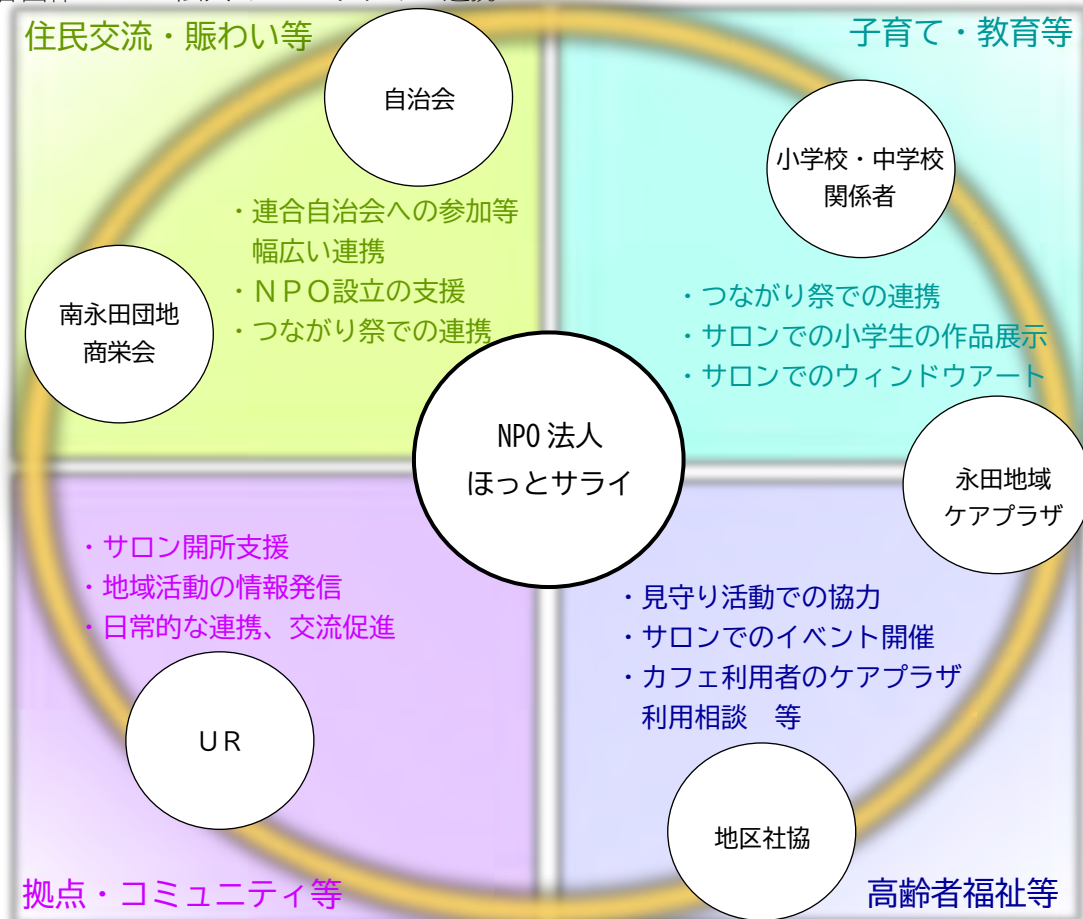 住民交流・賑わい等
子育て・教育等
自治会
小学校・中学校
関係者
・連合自治会への参加等
幅広い連携
・ＮＰＯ設立の支援
・つながり祭での連携
南永田団地
商栄会
・つながり祭での連携
・サロンでの小学生の作品展示
・サロンでのウィンドウアート
NPO 法人
ほっとサライ
永田地域
ケアプラザ
・サロン開所支援
・地域活動の情報発信
・日常的な連携、交流促進
・見守り活動での協力
・サロンでのイベント開催
・カフェ利用者のケアプラザ
利用相談　等
ＵＲ
地区社協
拠点・コミュニティ等
高齢者福祉等